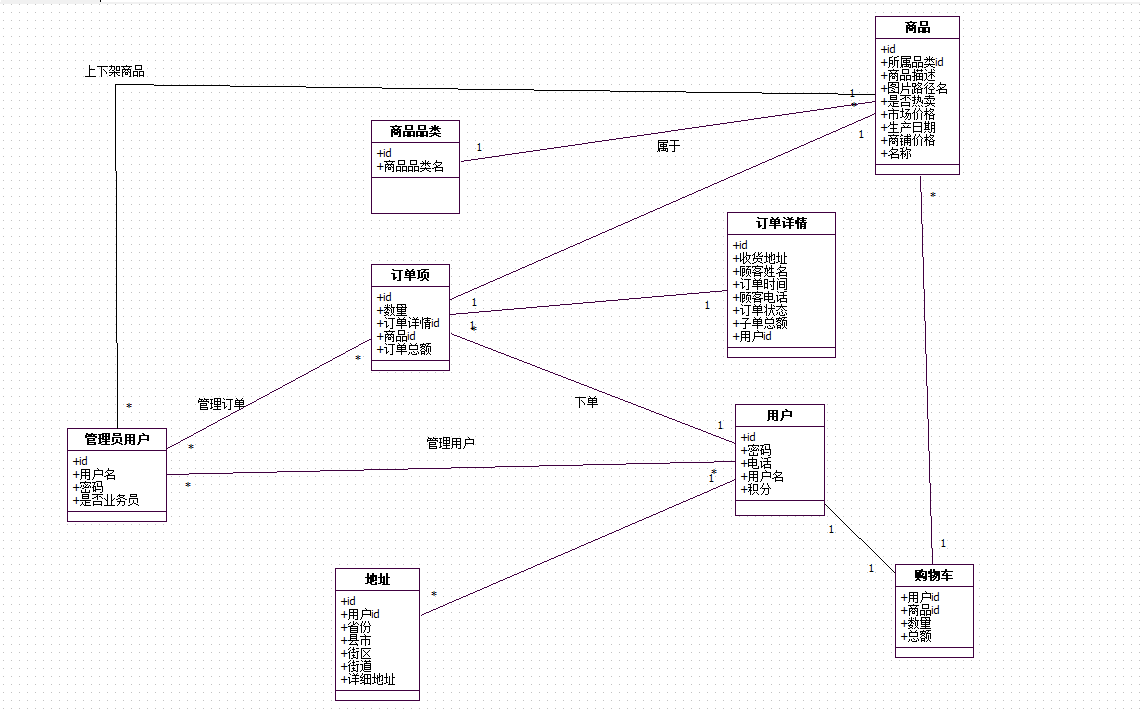 商品
+id
+所属品类id
+商品描述
+图片路径名
+是否热卖
+市场价格
+生产日期
+商铺价格
+名称
上下架商品
1
*
1
*
商品品类
+id
+商品品类名
1
属于
订单详情
+id
+收货地址
+顾客姓名
+订单时间
+顾客电话
+订单状态
+子单总额
+用户id
订单项
+id
+数量
+订单详情id
+商品id
+订单总额
1
1
1
*
*
管理订单
*
*
下单
1
管理员用户
+id
+用户名
+密码
+是否业务员
管理用户
*
*
1
用户
+id
+密码
+电话
+用户名
+积分
1
1
1
购物车
+用户id
+商品id
+数量
+总额
地址
+id
+用户id
+省份
+县市
+街区
+街道
+详细地址
*